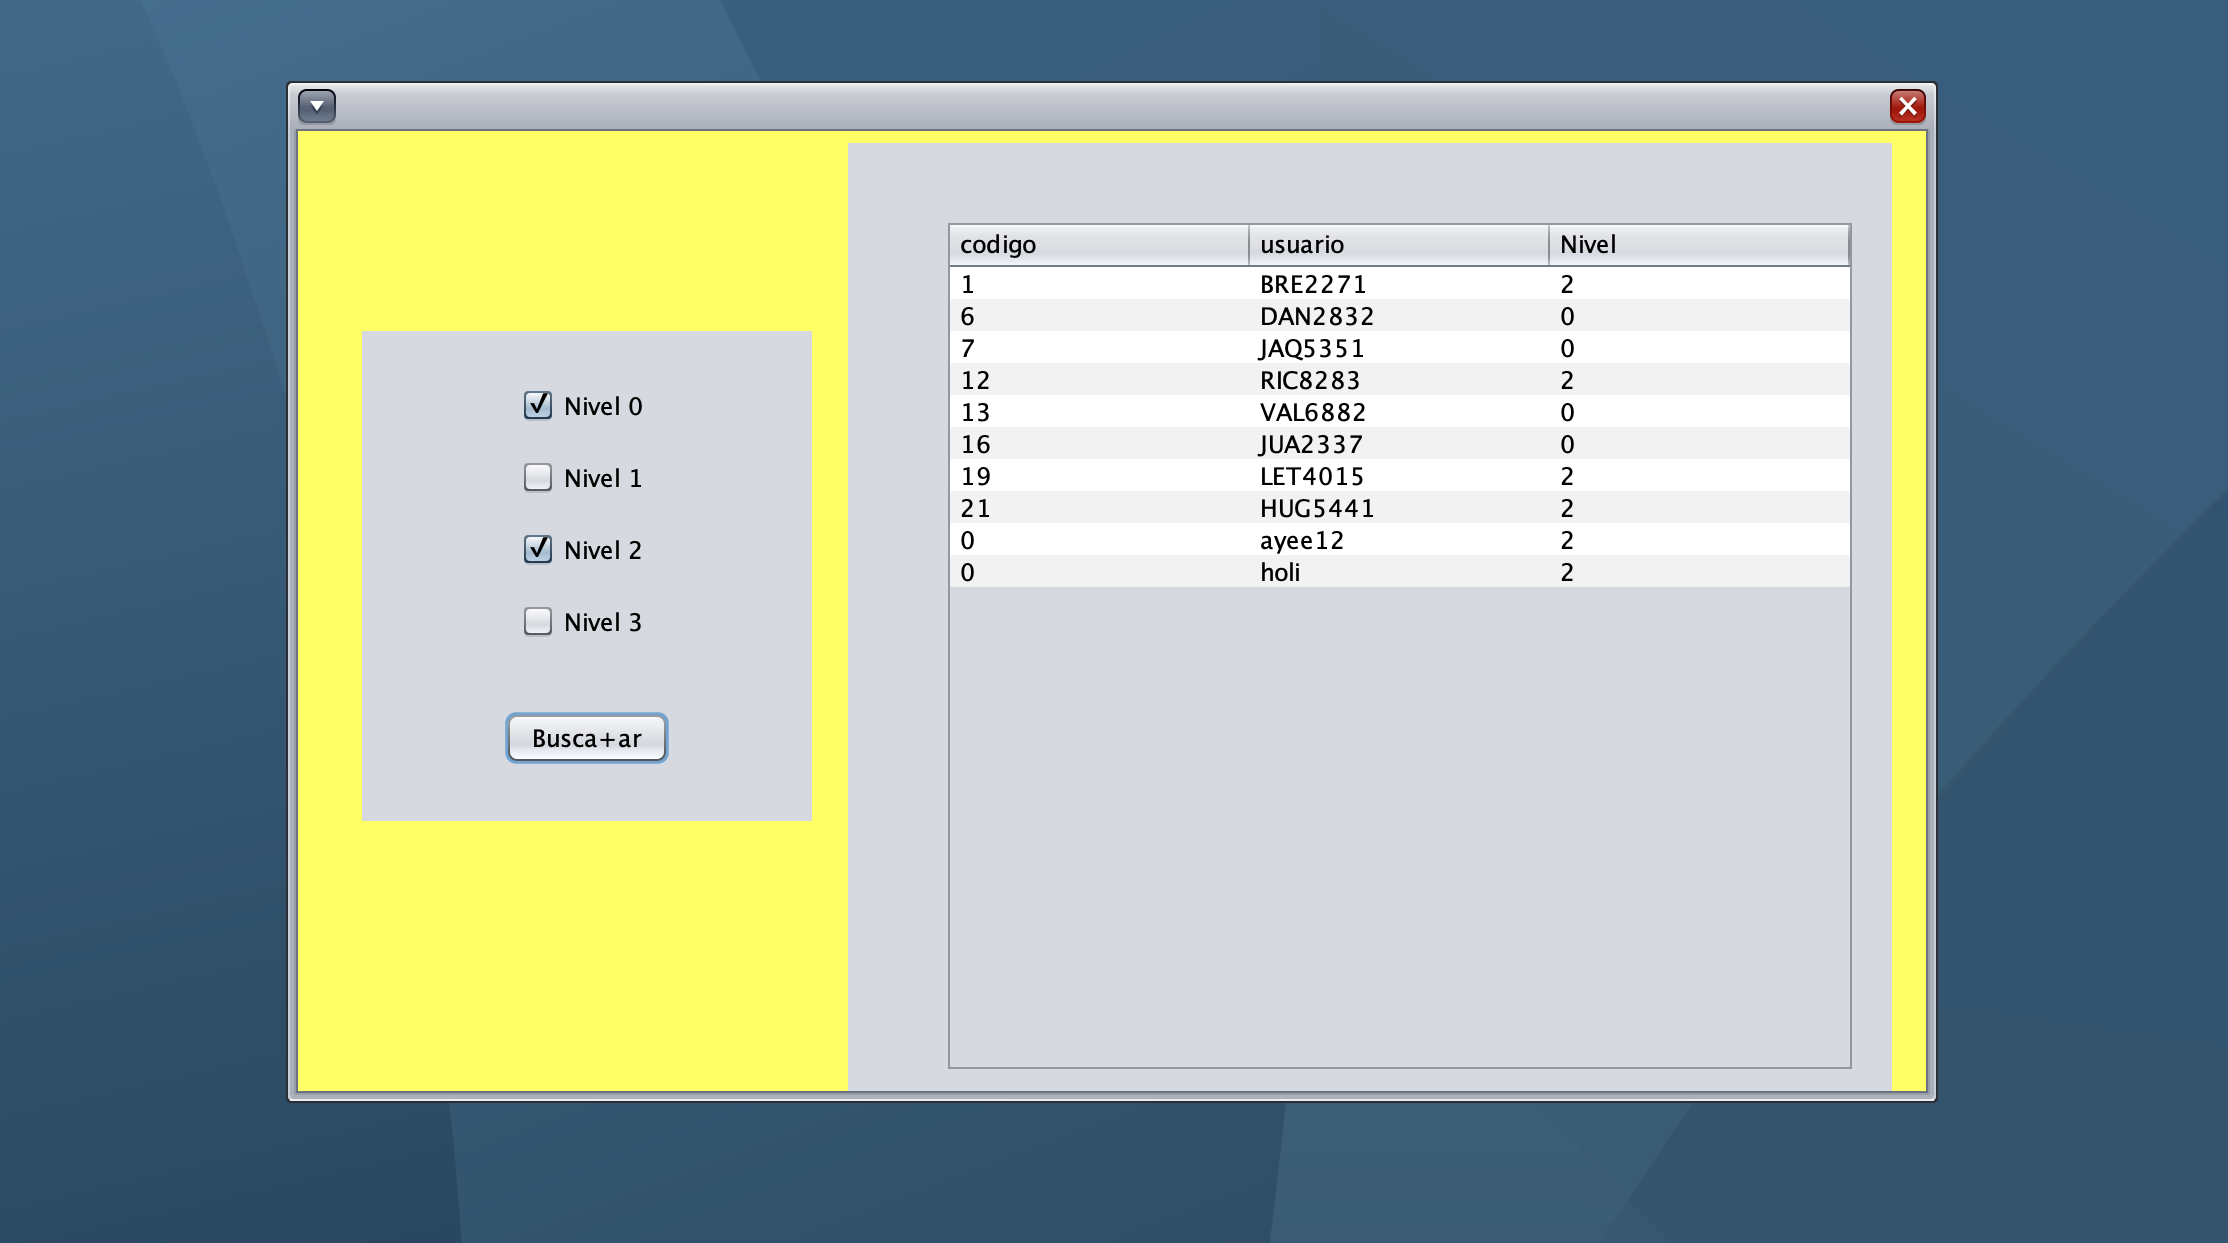 Nivel 0
Nivel 1
Nivel 2
Nivel 3
Busca+ar
codigo usuario Nivel
1 BRE2271 2
6 DAN2832 0
7 JAQ5351 0
12 RIC8283 2
13 VAL6882 0
16 JUA2337 0
19 LET4015 2
21 HUG5441 2
0 ayee12 2
0 holi 2